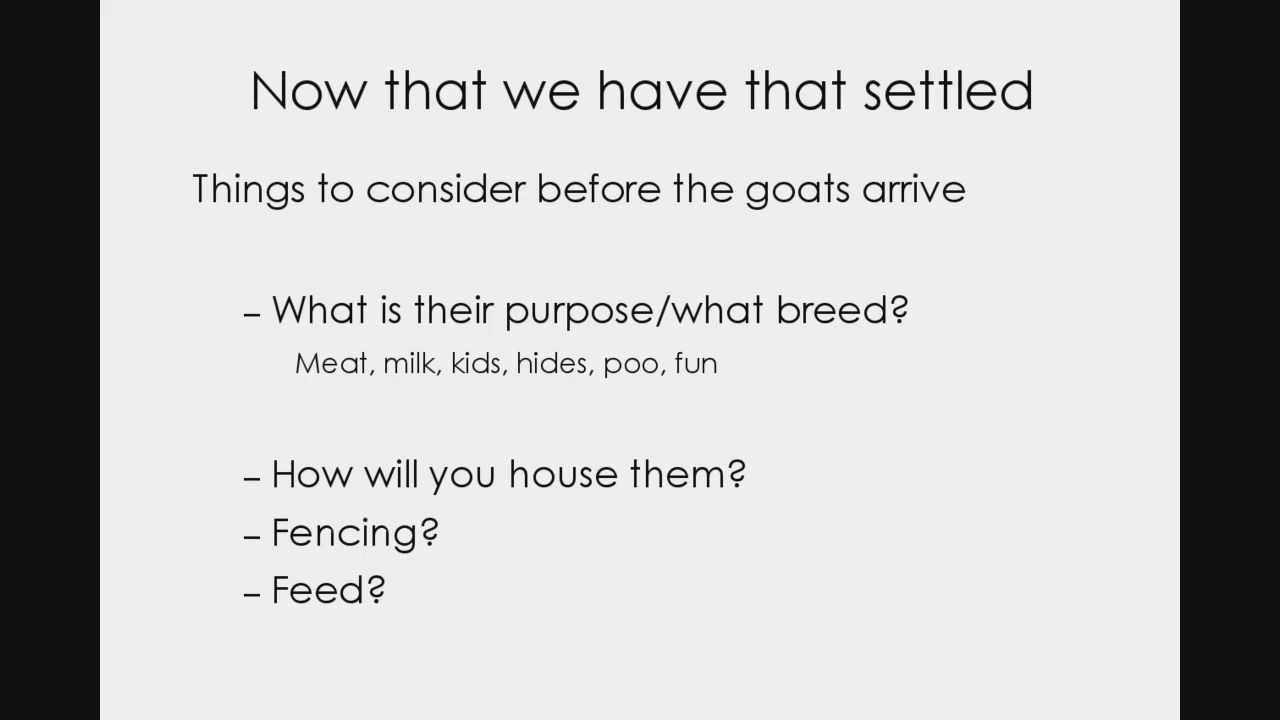 Now that we have that settled
Things to consider before the goats arrive
– What is their purpose/what breed?
Meat, milk, kids, hides, poo, fun
– How will you house them?
– Fencing?
– Feed?